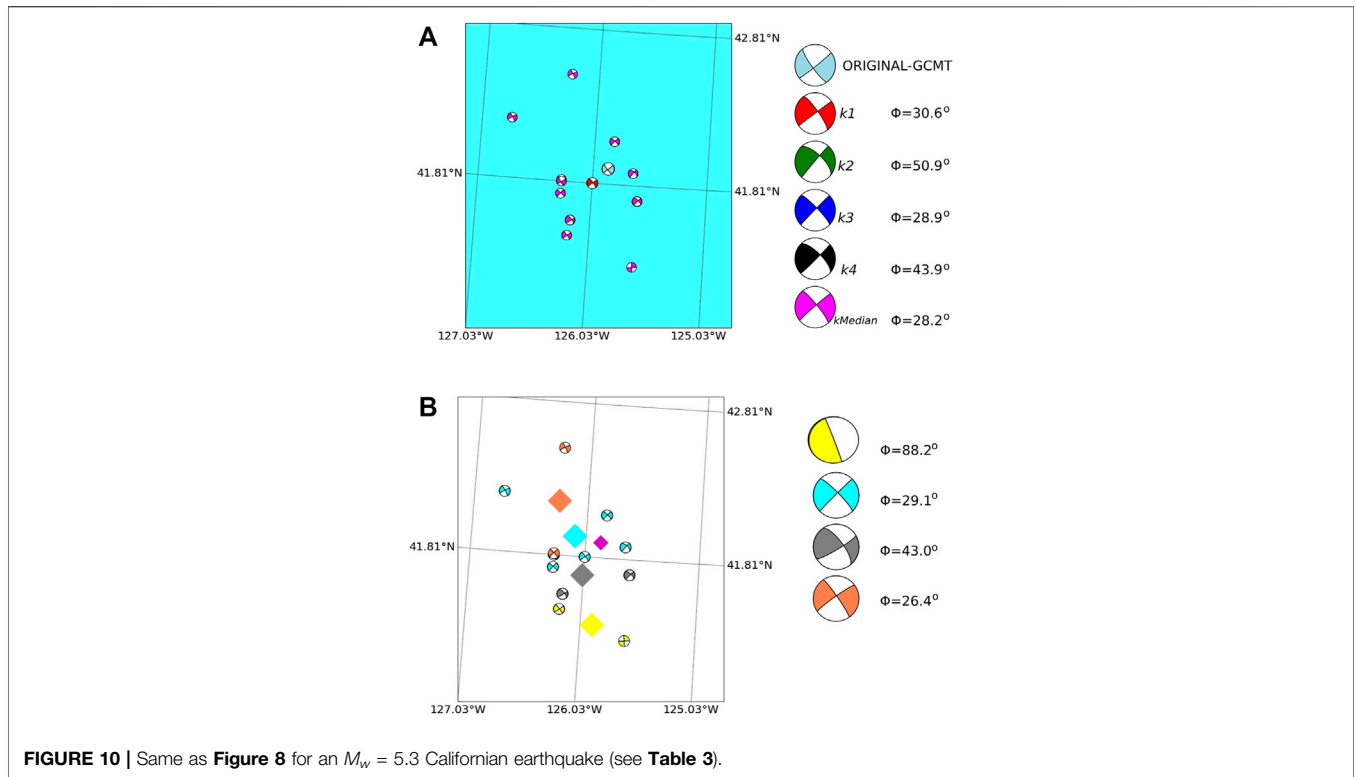 A
42.81°N
41.81°N
41.81°N
127.03°W
126.03°W
125.03°W
ORIGINAL-GCMT
k1 Φ=30.6°
k2 Φ=50.9°
k3 Φ=28.9°
k4 Φ=43.9°
kMedian Φ=28.2°
B
42.81°N
41.81°N
41.81°N
127.03°W
126.03°W
125.03°W
Φ=88.2°
Φ=29.1°
Φ=43.0°
Φ=26.4°
FIGURE 10 | Same as Figure 8 for an Mw = 5.3 Californian earthquake (see Table 3).